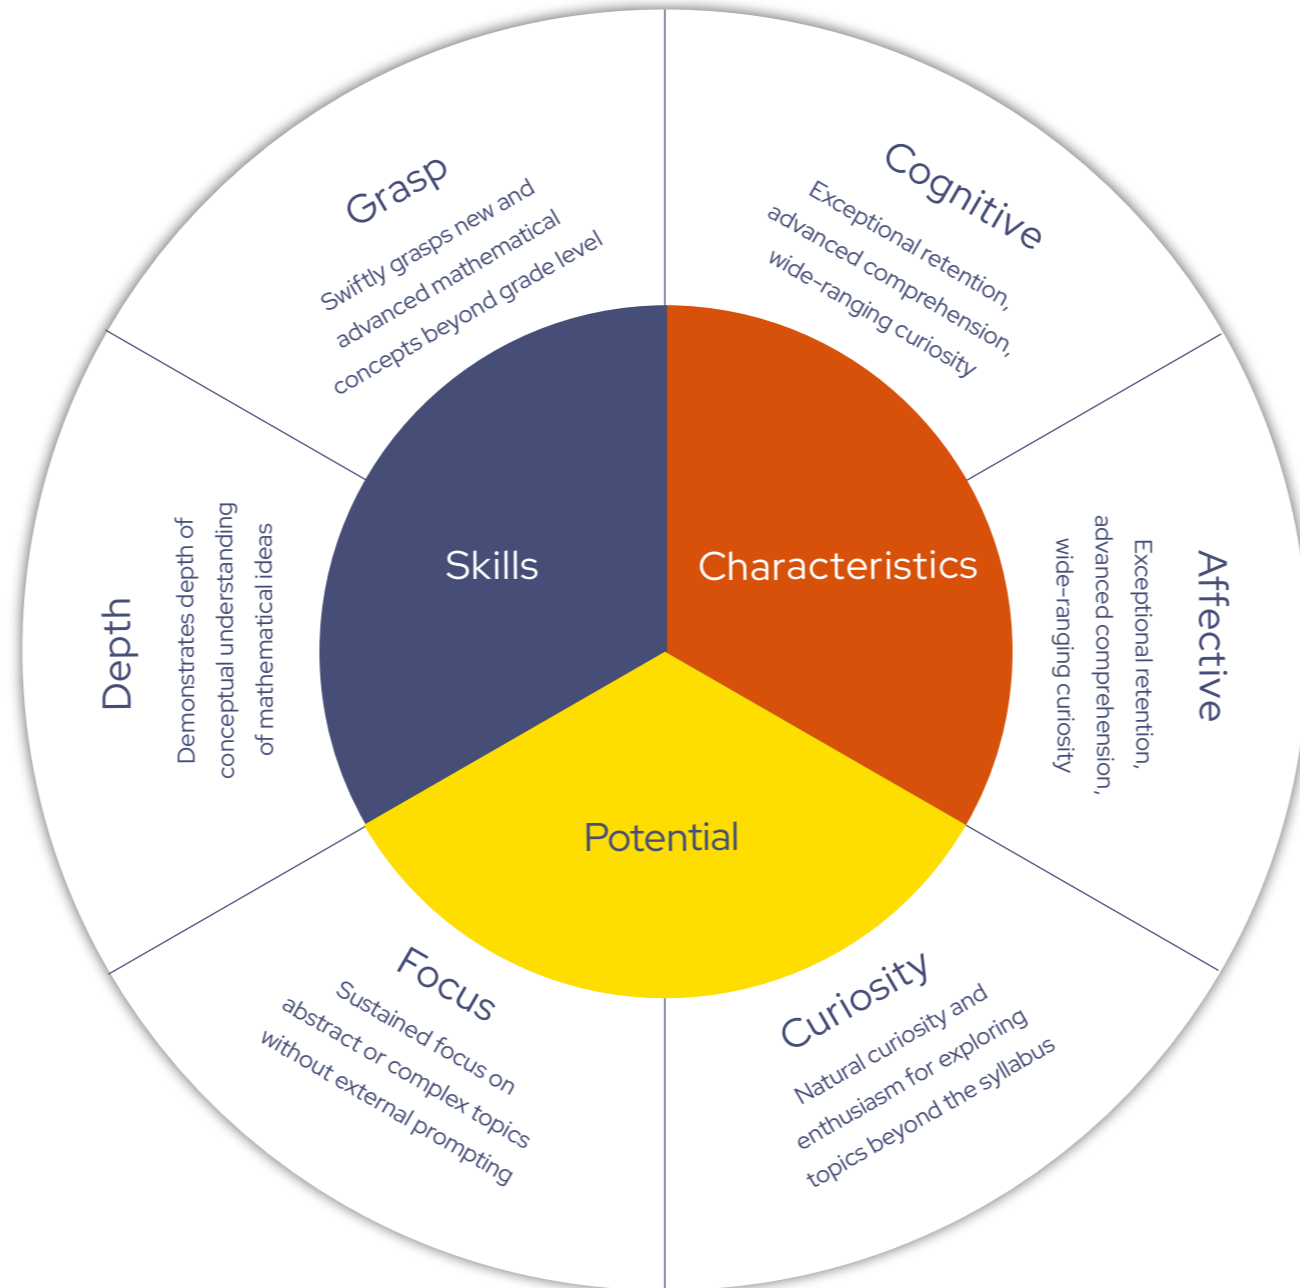 Grasp
Swiftly grasps new and
advanced mathematical
concepts beyond grade level
Cognitive
Exceptional retention,
advanced comprehension,
wide-ranging curiosity
Skills
Characteristics
Potential
Depth
Demonstrates depth of
conceptual understanding
of mathematical ideas
Affective
Exceptional retention,
advanced comprehension,
wide-ranging curiosity
Focus
Sustained focus on
abstract or complex topics
without external prompting
Curiosity
Natural curiosity and
enthusiasm for exploring
topics beyond the syllabus